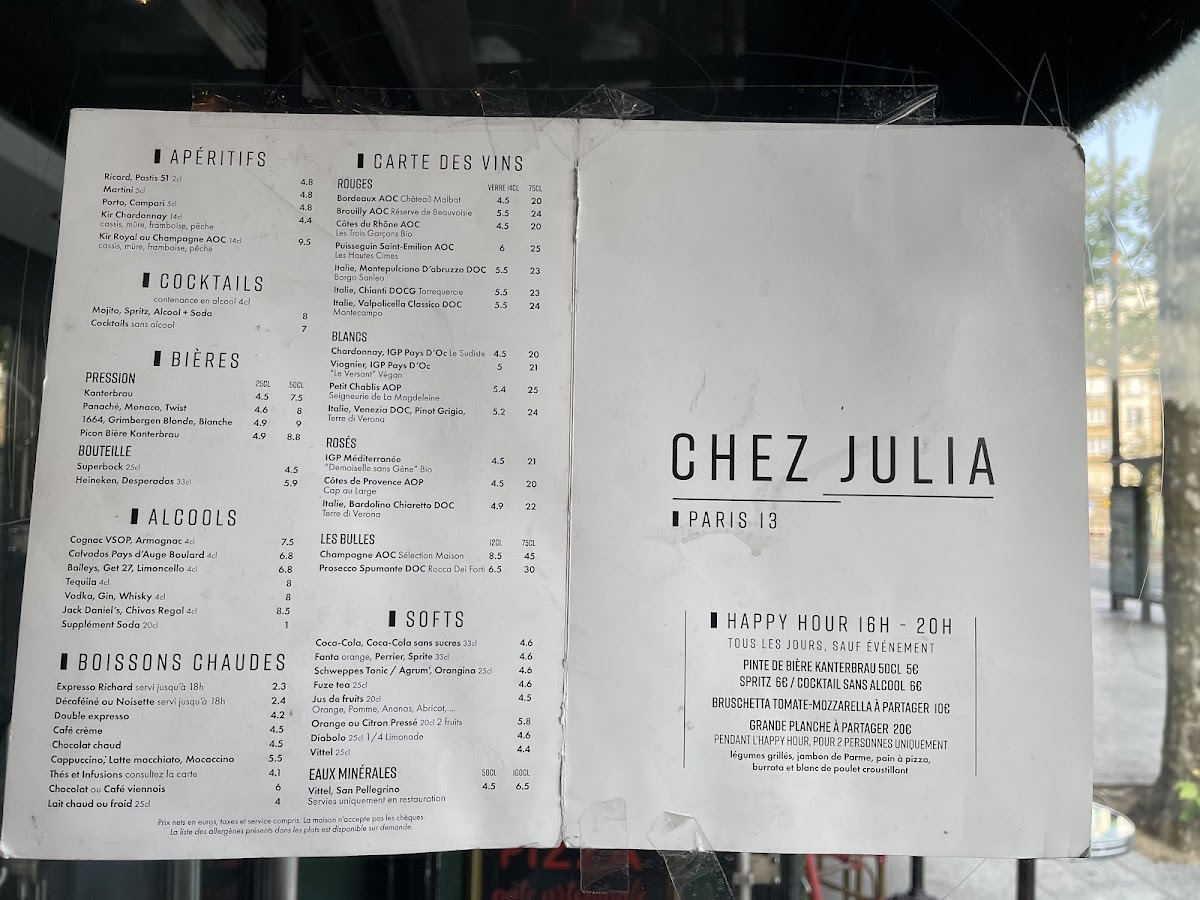 APÉRITIFS
Ricard, Pastis 51 2cl 4.8
Martini 5cl 4.8
Porto, Campari 5cl 4.8
Kir Chardonnay 14cl 4.4
cassis, mûre, framboise, pêche
Kir Royal au Champagne AOC 14cl 9.5
cassis, mûre, framboise, pêche
COCKTAILS
contenance en alcool 4cl
Mojito, Spritz, Alcool + Soda 8
Cocktails sans alcool 7
BIÈRES
PRESSION 25CL 50CL
Kanterbrau 4.5 7.5
Panaché, Monaco, Twist 4.6 8
1664, Grimbergen Blonde, Blanche 4.9 9
Picon Bière Kanterbrau 4.9 8.8
BOUTEILLE
Superbock 25cl 4.5
Heineken, Desperados 33cl 5.9
ALCOOLS
Cognac VSOP, Armagnac 4cl 7.5
Calvados Pays d'Auge Boulard 4cl 6.8
Baileys, Get 27, Limoncello 4cl 6.8
Tequila 4cl 8
Vodka, Gin, Whisky 4cl 8
Jack Daniel's, Chivas Regal 4cl 8.5
Supplément Soda 20cl 1
BOISSONS CHAUDES
Expresso Richard servi jusqu'à 18h 2.3
Décaféiné ou Noisette servi jusqu'à 18h 2.4
Double expresso 4.2
Café crème 4.5
Chocolat chaud 4.5
Cappuccino, Latte macchiato, Mocaccino 5.5
Thés et Infusions consultez la carte 4.1
Chocolat ou Café viennois 6
Lait chaud ou froid 25cl 4
CARTE DES VINS
ROUGES VERRE 14CL 75CL
Bordeaux AOC Château Malbat 4.5 20
Brouilly AOC Réserve de Beauvoisie 5.5 24
Côtes du Rhône AOC 4.5 20
Les Trois Garçons Bio
Puisseguin Saint-Emilion AOC 6 25
Les Hautes Cimes
Italie, Montepulciano D'abruzzo DOC 5.5 23
Borgo Sanleo
Italie, Chianti DOCG Torrequercie 5.5 23
Italie, Valpolicella Classico DOC 5.5 24
Montecampo
BLANCS
Chardonnay, IGP Pays D'Oc Le Sudiste 4.5 20
Viognier, IGP Pays D'Oc 5 21
"Le Versant" Végan
Petit Chablis AOP 5.4 25
Seigneurie de La Magdeleine
Italie, Venezia DOC, Pinot Grigio, 5.2 24
Terre di Verona
ROSÉS
IGP Méditerranée 4.5 21
"Demoiselle sans Gêne" Bio
Côtes de Provence AOP 4.5 20
Cap au Large
Italie, Bardolino Chiaretto DOC 4.9 22
Terre di Verona
LES BULLES 12CL 75CL
Champagne AOC Sélection Maison 8.5 45
Prosecco Spumante DOC Rocca Dei Forti 6.5 30
SOFTS
Coca-Cola, Coca-Cola sans sucres 33cl 4.6
Fanta orange, Perrier, Sprite 33cl 4.6
Schweppes Tonic / Agrum', Orangina 25cl 4.6
Fuze tea 25cl 4.6
Jus de fruits 20cl 4.5
Orange, Pomme, Ananas, Abricot, ...
Orange ou Citron Pressé 20cl 2 fruits 5.8
Diabolo 25cl 1/4 Limonade 4.6
Vittel 25cl 4.4
EAUX MINÉRALES 50CL 100CL
Vittel, San Pellegrino 4.5 6.5
Servies uniquement en restauration
Prix nets en euros, taxes et service compris. La maison n'accepte pas les chèques.
La liste des allergènes présents dans les plats est disponible sur demande.
CHEZ JULIA
PARIS 13
HAPPY HOUR 16H - 20H
TOUS LES JOURS, SAUF ÉVÉNEMENT
PINTE DE BIÈRE KANTERBRAU 50CL 5€
SPRITZ 6€ / COCKTAIL SANS ALCOOL 6€
BRUSCHETTA TOMATE-MOZZARELLA À PARTAGER 10€
GRANDE PLANCHE À PARTAGER 20€
PENDANT L'HAPPY HOUR, POUR 2 PERSONNES UNIQUEMENT
légumes grillés, jambon de Parme, pain à pizza,
burrata et blanc de poulet croustillant